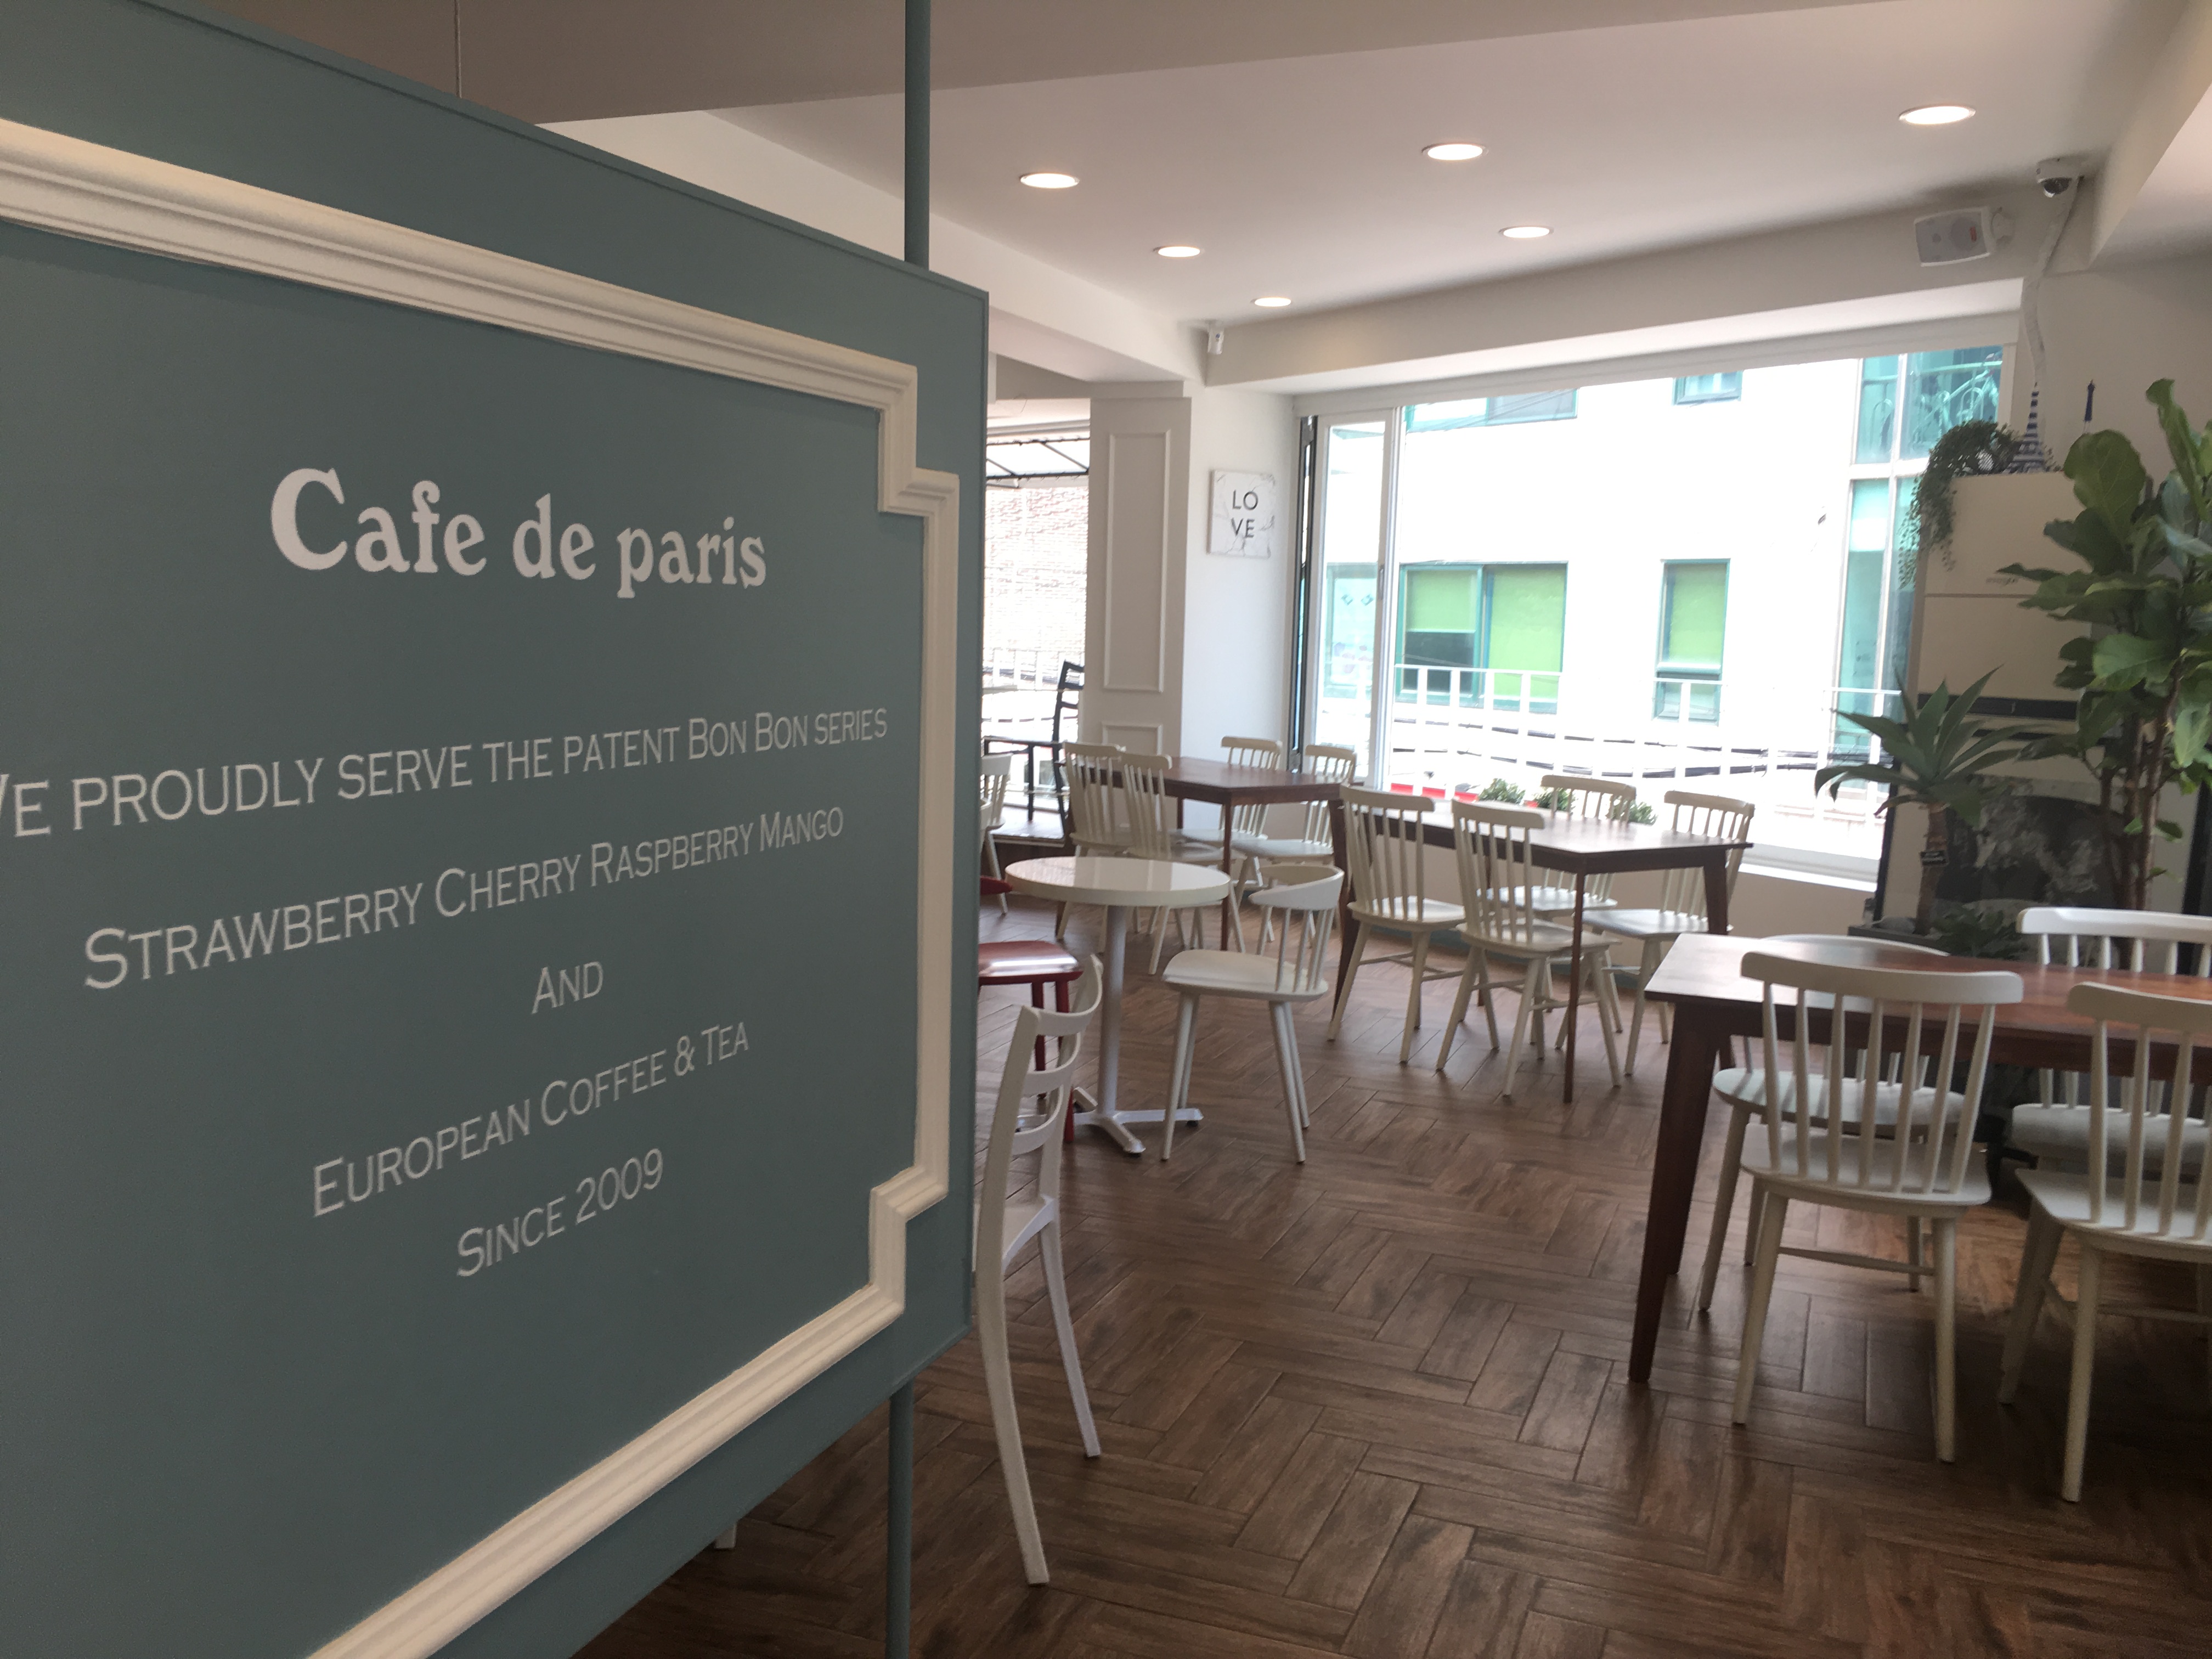 Cafe de paris
WE PROUDLY SERVE THE PATENT BON BON SERIES
STRAWBERRY CHERRY RASPBERRY MANGO
AND
EUROPEAN COFFEE & TEA
SINCE 2009
LO
VE